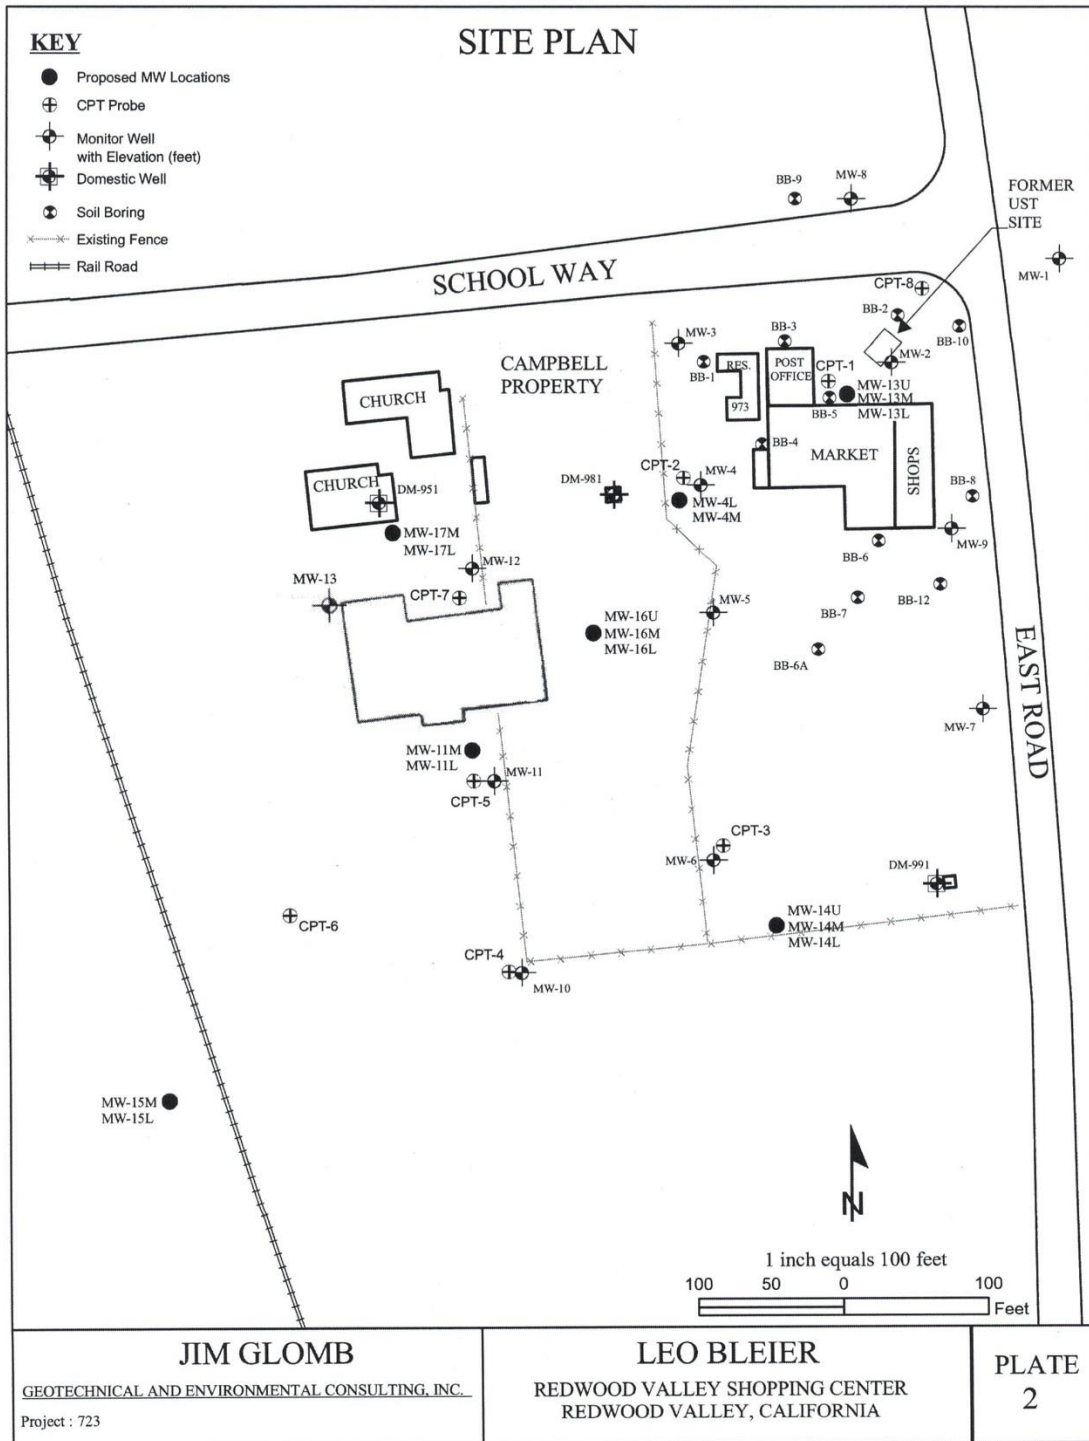 SITE PLAN
KEY
Proposed MW Locations
CPT Probe
Monitor Well
with Elevation (feet)
Domestic Well
Soil Boring
Existing Fence
Rail Road
BB-9
MW-8
FORMER
UST
SITE
MW-1
SCHOOL WAY
CPT-8
BB-2
BB-10
MW-3
BB-3
MW-2
CAMPBELL
PROPERTY
BB-1
RES.
973
POST
OFFICE
CPT-1
MW-13U
MW-13M
MW-13L
BB-5
CHURCH
BB-4
MARKET
SHOPS
CPT-2
MW-4
CHURCH
DM-951
DM-981
MW-4L
MW-4M
BB-8
MW-17M
MW-17L
MW-9
BB-6
MW-12
MW-13
CPT-7
MW-5
BB-7
BB-12
MW-16U
MW-16M
MW-16L
BB-6A
EAST ROAD
MW-7
MW-11M
MW-11L
MW-11
CPT-5
CPT-3
MW-6
DM-991
CPT-6
MW-14U
MW-14M
MW-14L
CPT-4
MW-10
MW-15M
MW-15L
N
1 inch equals 100 feet
100 50 0 100
Feet
JIM GLOMB
GEOTECHNICAL AND ENVIRONMENTAL CONSULTING, INC.
Project : 723
LEO BLEIER
REDWOOD VALLEY SHOPPING CENTER
REDWOOD VALLEY, CALIFORNIA
PLATE
2